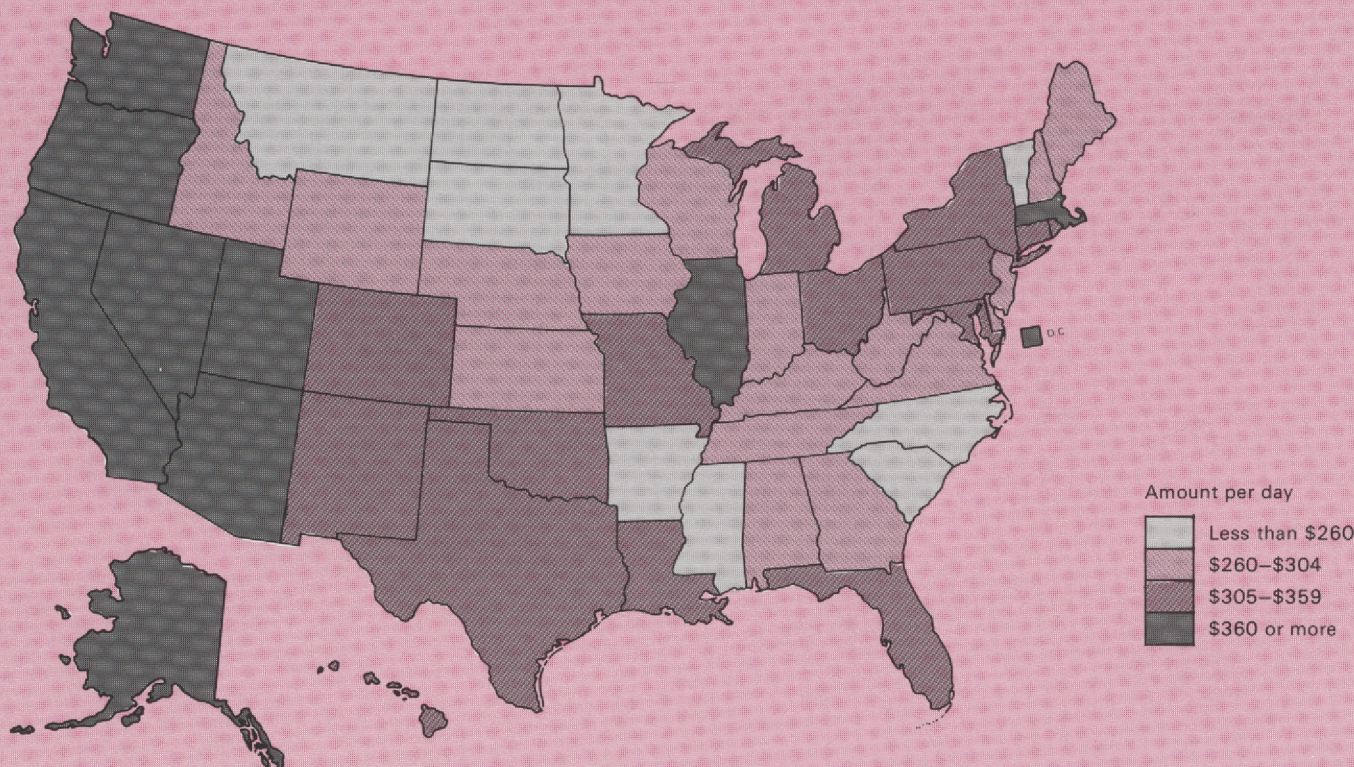 D C
Amount per day
Less than $260
$260–$304
$305–$359
$360 or more